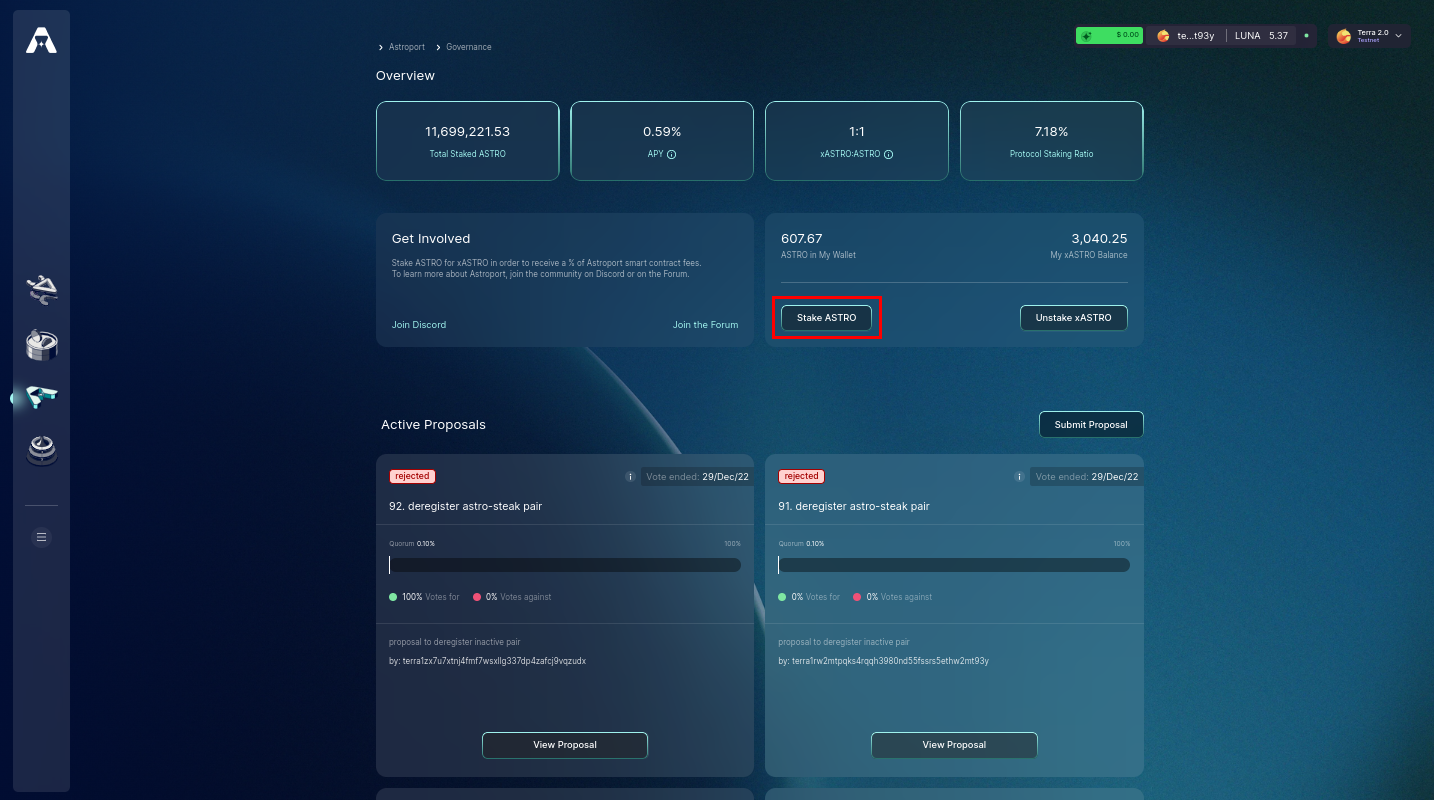 Astroport
Governance
$ 0.00
te...t93y
LUNA 5.37
Terra 2.0
Testnet
Overview
11,699,221.53
Total Staked ASTRO
0.59%
APY
1:1
xASTRO:ASTRO
7.18%
Protocol Staking Ratio
Get Involved
Stake ASTRO for xASTRO in order to receive a % of Astroport smart contract fees.
To learn more about Astroport, join the community on Discord or on the Forum.
Join Discord
Join the Forum
607.67
ASTRO in My Wallet
3,040.25
My xASTRO Balance
Stake ASTRO
Unstake xASTRO
Active Proposals
Submit Proposal
rejected
Vote ended: 29/Dec/22
92. deregister astro-steak pair
Quorum 0.10%
100%
100% Votes for
0% Votes against
proposal to deregister inactive pair
by: terra1zx7u7xtnj4fmf7wsxllg337dp4zafcj9vqzudx
View Proposal
rejected
Vote ended: 29/Dec/22
91. deregister astro-steak pair
Quorum 0.10%
100%
0% Votes for
0% Votes against
proposal to deregister inactive pair
by: terra1rw2mtpqks4rqqh3980nd55fssrs5ethw2mt93y
View Proposal